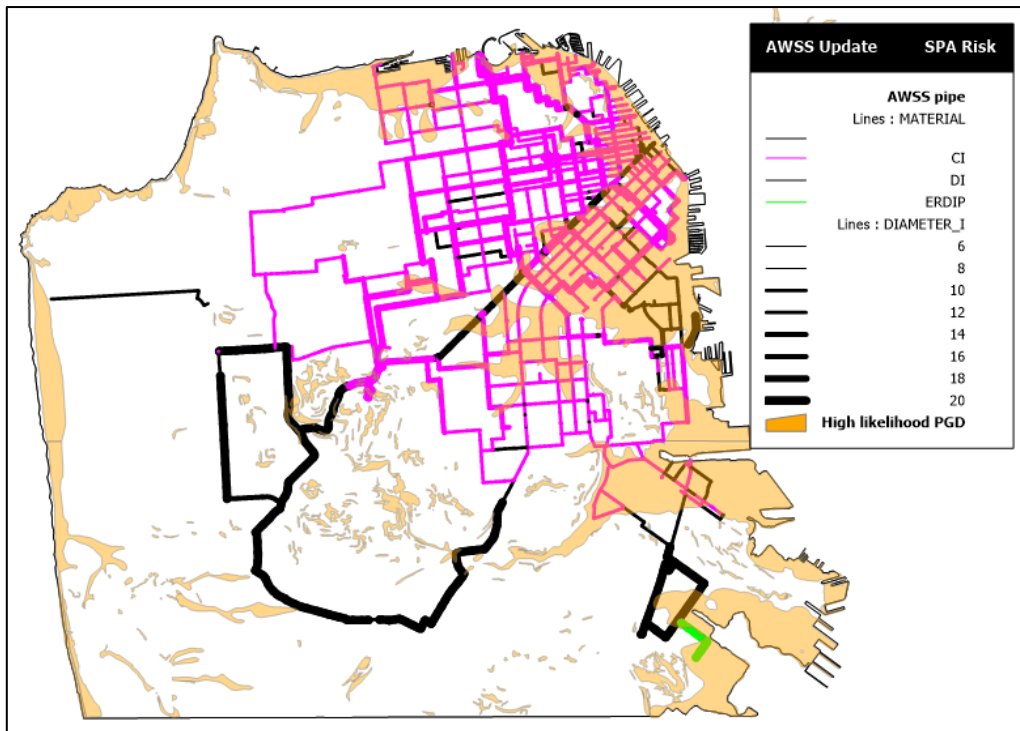 AWSS Update SPA Risk
AWSS pipe
Lines : MATERIAL
CI
DI
ERDIP
Lines : DIAMETER_I
6
8
10
12
14
16
18
20
High likelihood PGD